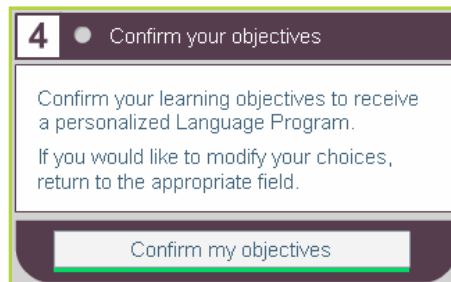 4 Confirm your objectives
Confirm your learning objectives to receive
a personalized Language Program.
If you would like to modify your choices,
return to the appropriate field.
Confirm my objectives